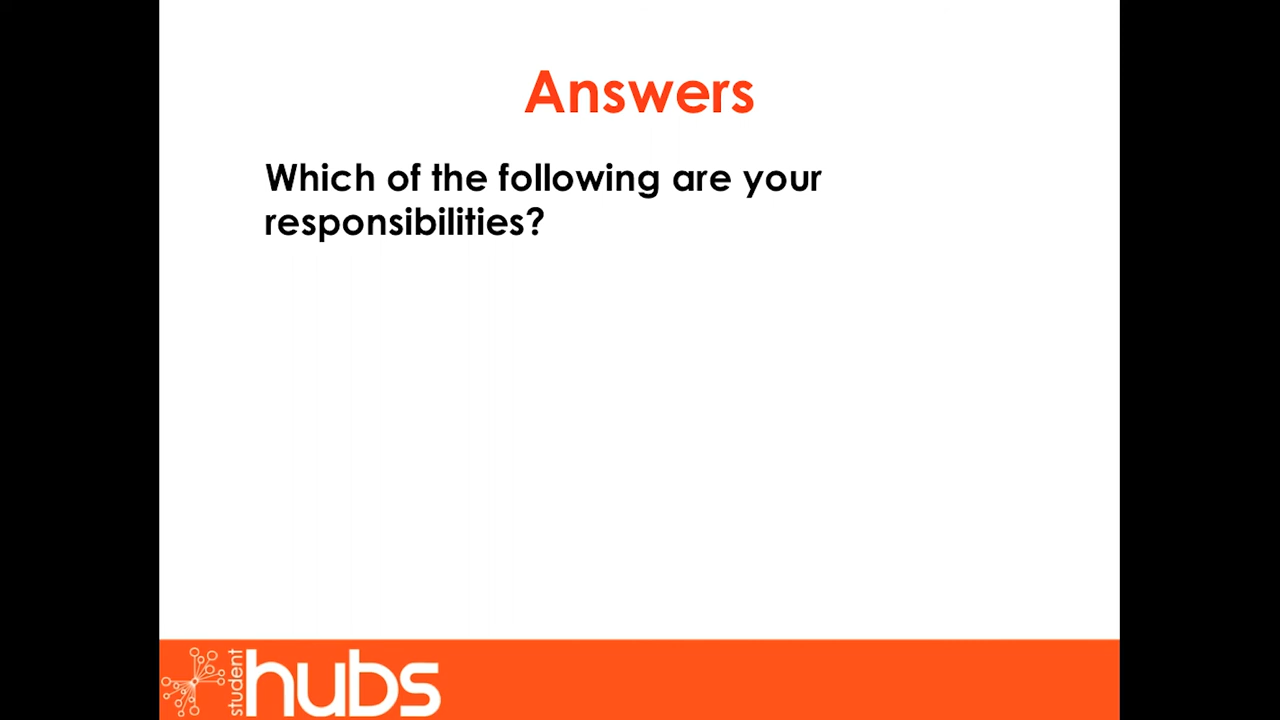 Answers
Which of the following are your
responsibilities?
student
hubs